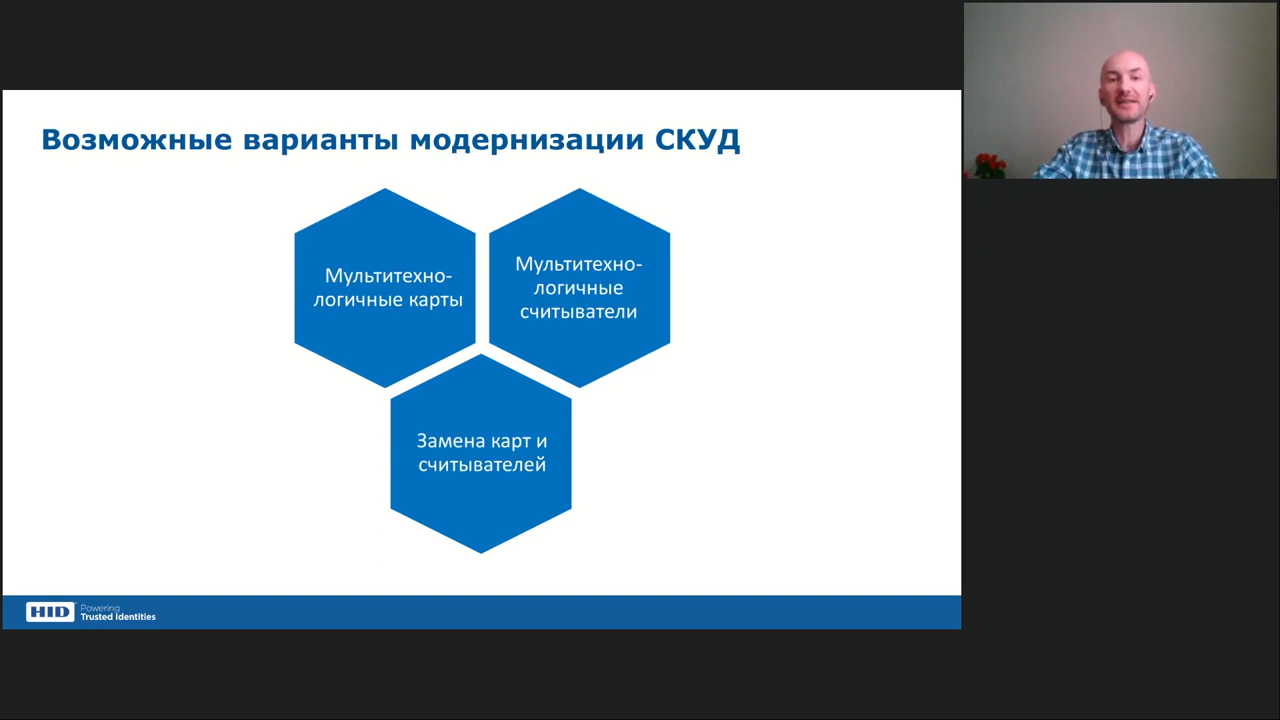 Возможные варианты модернизации СКУД
Мультитехно-
логичные карты
Мультитехно-
логичные
считыватели
Замена карт и
считывателей
HID
Powering
Trusted Identities